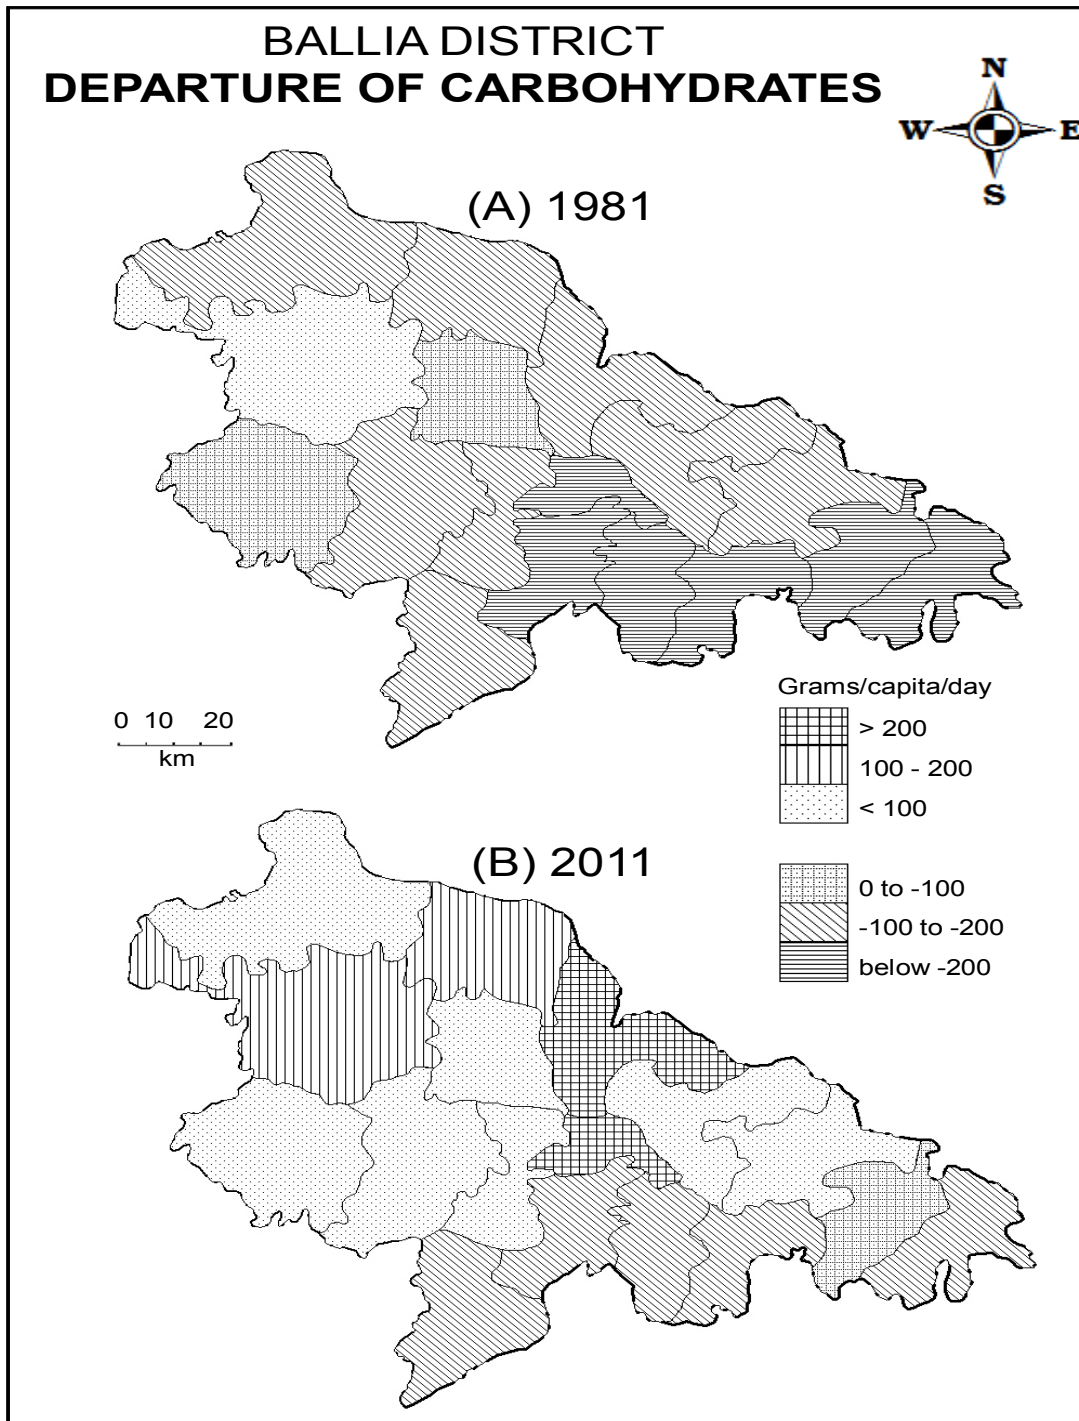 BALLIA DISTRICT
DEPARTURE OF CARBOHYDRATES
N
W E
S
(A) 1981
Grams/capita/day
> 200
100 - 200
< 100
0 to -100
-100 to -200
below -200
0 10 20
km
(B) 2011